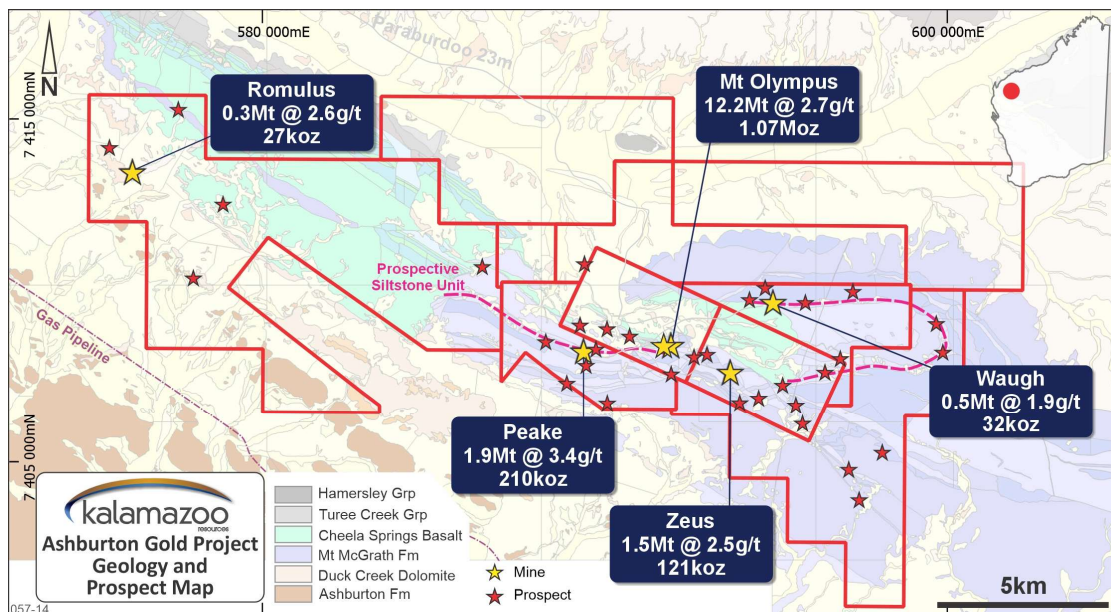 580 000mE
600 000mE
Paraburdoo 23m
N
7 415 000mN
7 405 000mN
Romulus
0.3Mt @ 2.6g/t
27koz
Mt Olympus
12.2Mt @ 2.7g/t
1.07Moz
Prospective
Siltstone Unit
Gas Pipeline
Waugh
0.5Mt @ 1.9g/t
32koz
Peake
1.9Mt @ 3.4g/t
210koz
Zeus
1.5Mt @ 2.5g/t
121koz
kalamazoo
resources
Ashburton Gold Project
Geology and
Prospect Map
Hamersley Grp
Turee Creek Grp
Cheela Springs Basalt
Mt McGrath Fm
Duck Creek Dolomite
Ashburton Fm
Mine
Prospect
5km
057-14